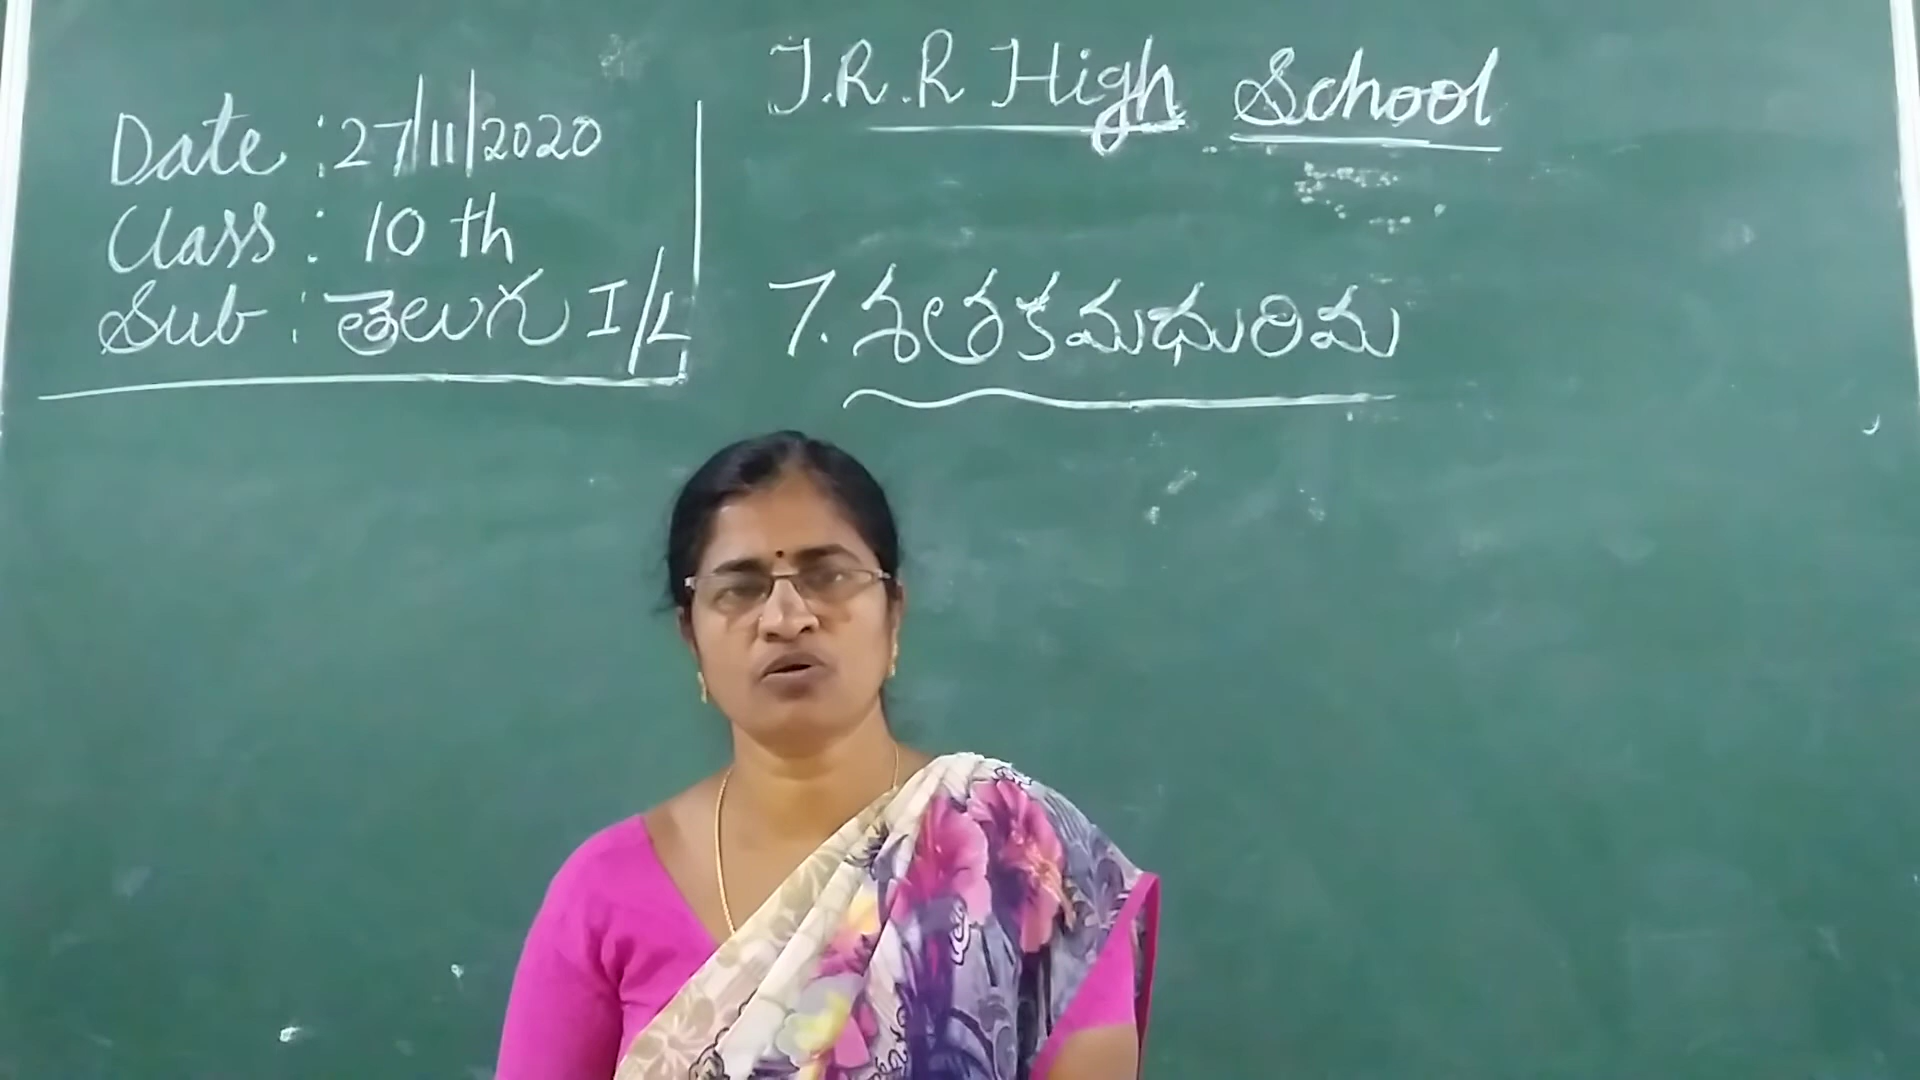 T.R.R High School
Date : 27/11/2020
Class : 10 th
Sub : తెలుగు I/L
7. శతకమధురిమ